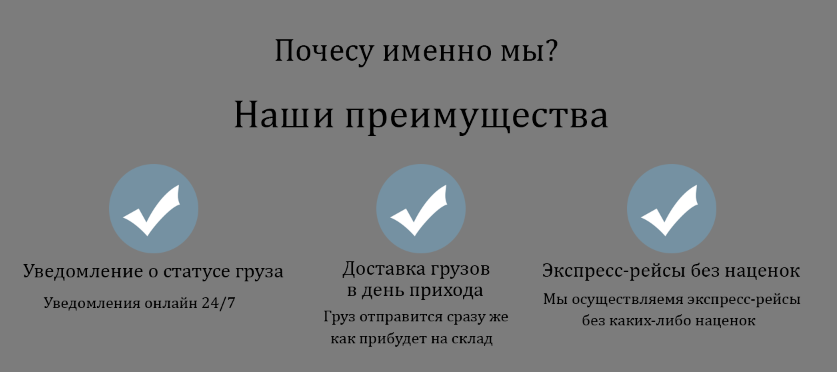 Почесу именно мы?
Наши преимущества
Уведомление о статусе груза
Уведомления онлайн 24/7
Доставка грузов
в день прихода
Груз отправится сразу же
как прибудет на склад
Экспресс-рейсы без наценок
Мы осуществляемя экспресс-рейсы
без каких-либо наценок